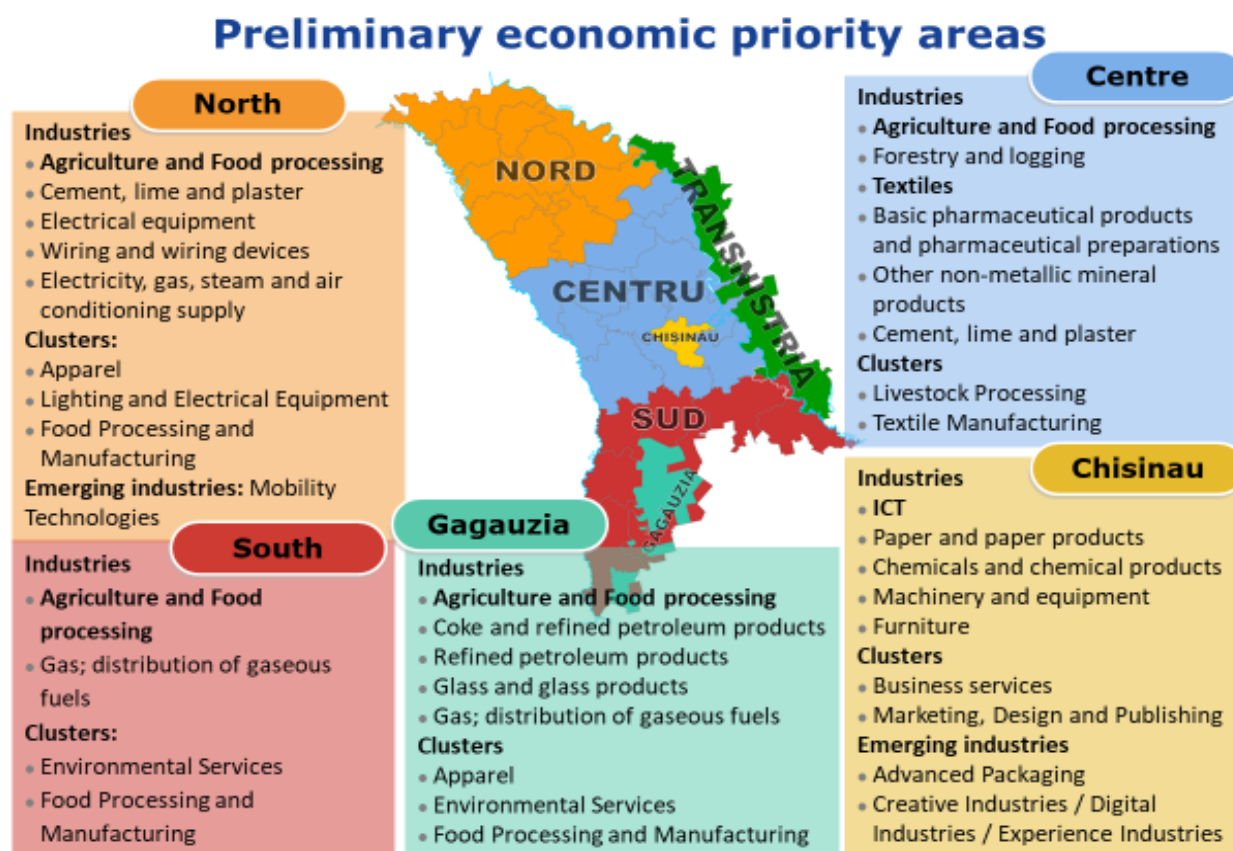 Preliminary economic priority areas
North
Industries
• Agriculture and Food processing
• Cement, lime and plaster
• Electrical equipment
• Wiring and wiring devices
• Electricity, gas, steam and air
conditioning supply
Clusters:
• Apparel
• Lighting and Electrical Equipment
• Food Processing and
Manufacturing
Emerging industries: Mobility
Technologies
NORD
TRANSNISTRIA
CENTRU
CHISINAU
SUD
GAGAUZIA
Centre
Industries
• Agriculture and Food processing
• Forestry and logging
• Textiles
• Basic pharmaceutical products
and pharmaceutical preparations
• Other non-metallic mineral
products
• Cement, lime and plaster
Clusters
• Livestock Processing
• Textile Manufacturing
South
Industries
• Agriculture and Food
processing
• Gas; distribution of gaseous
fuels
Clusters:
• Environmental Services
• Food Processing and
Manufacturing
Gagauzia
Industries
• Agriculture and Food processing
• Coke and refined petroleum products
• Refined petroleum products
• Glass and glass products
• Gas; distribution of gaseous fuels
Clusters
• Apparel
• Environmental Services
• Food Processing and Manufacturing
Chisinau
Industries
• ICT
• Paper and paper products
• Chemicals and chemical products
• Machinery and equipment
• Furniture
Clusters
• Business services
• Marketing, Design and Publishing
Emerging industries
• Advanced Packaging
• Creative Industries / Digital
Industries / Experience Industries